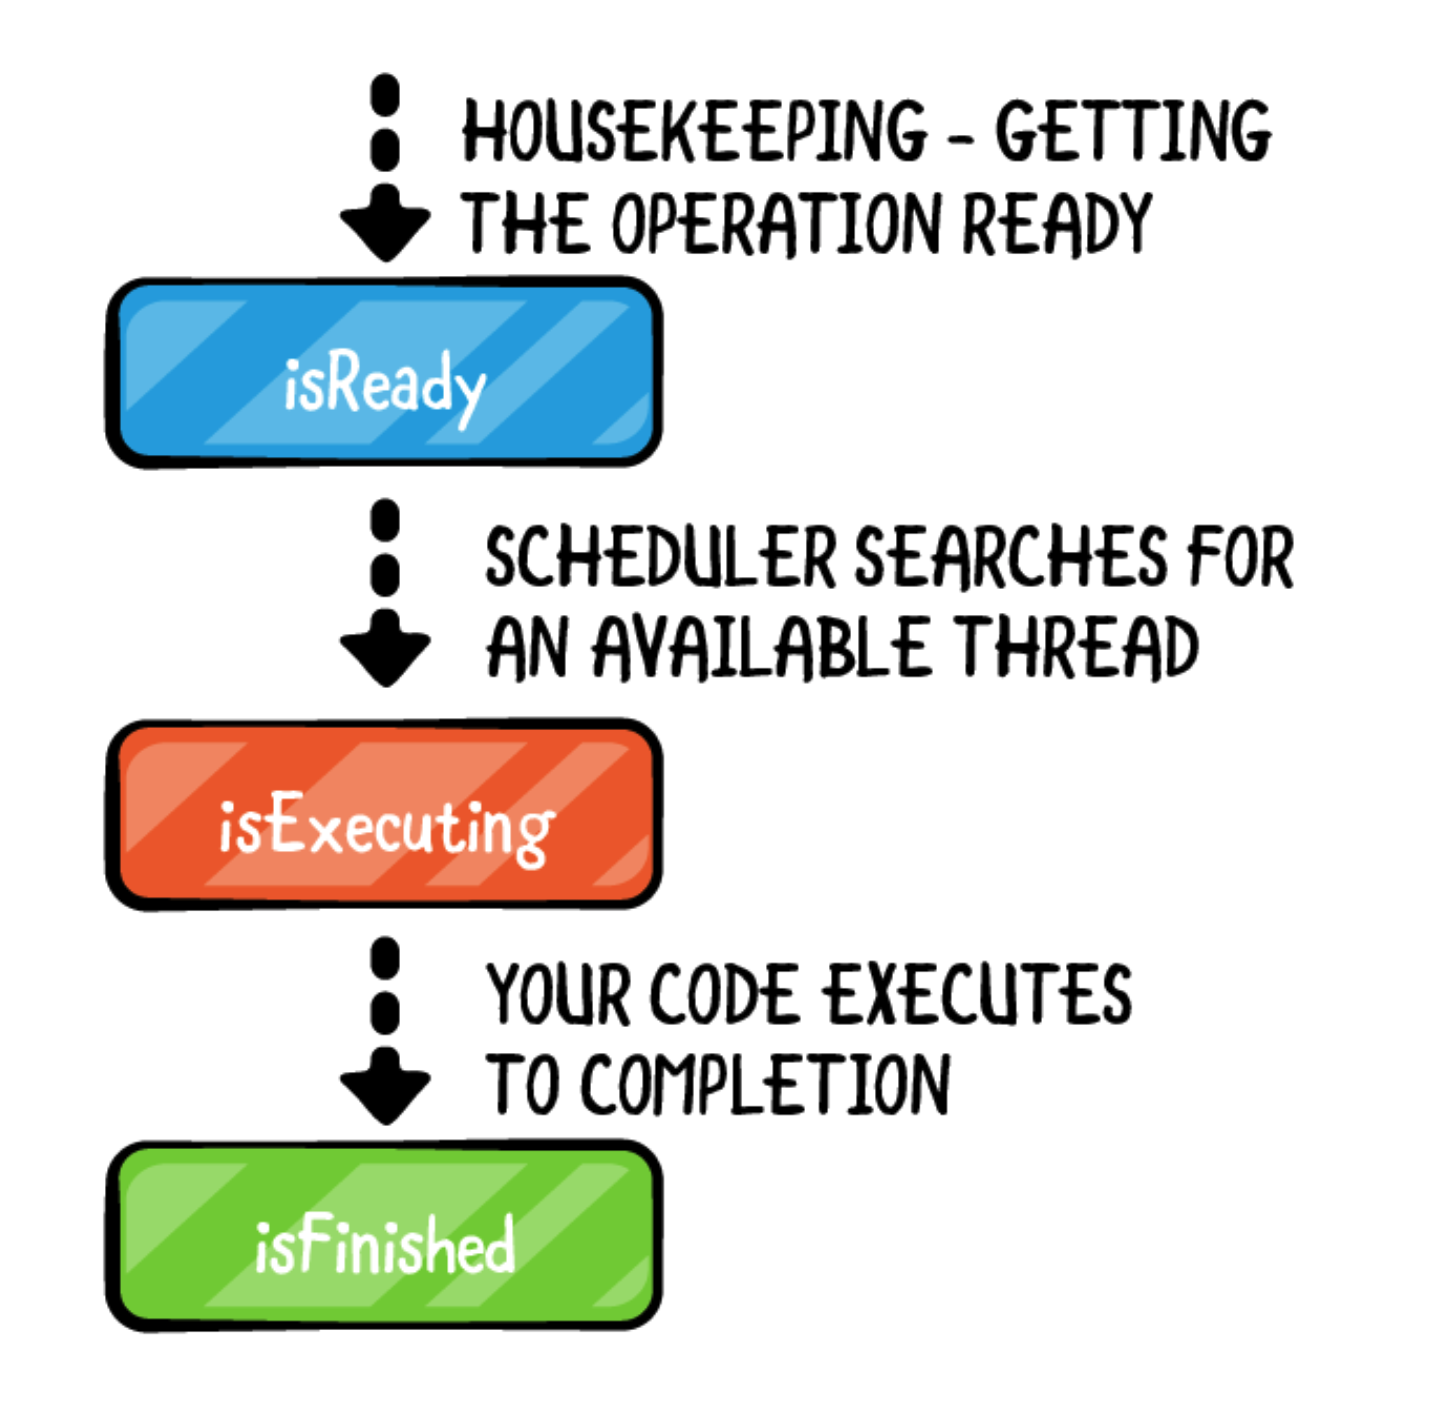 HOUSEKEEPING - GETTING
THE OPERATION READY
isReady
SCHEDULER SEARCHES FOR
AN AVAILABLE THREAD
isExecuting
YOUR CODE EXECUTES
TO COMPLETION
isFinished